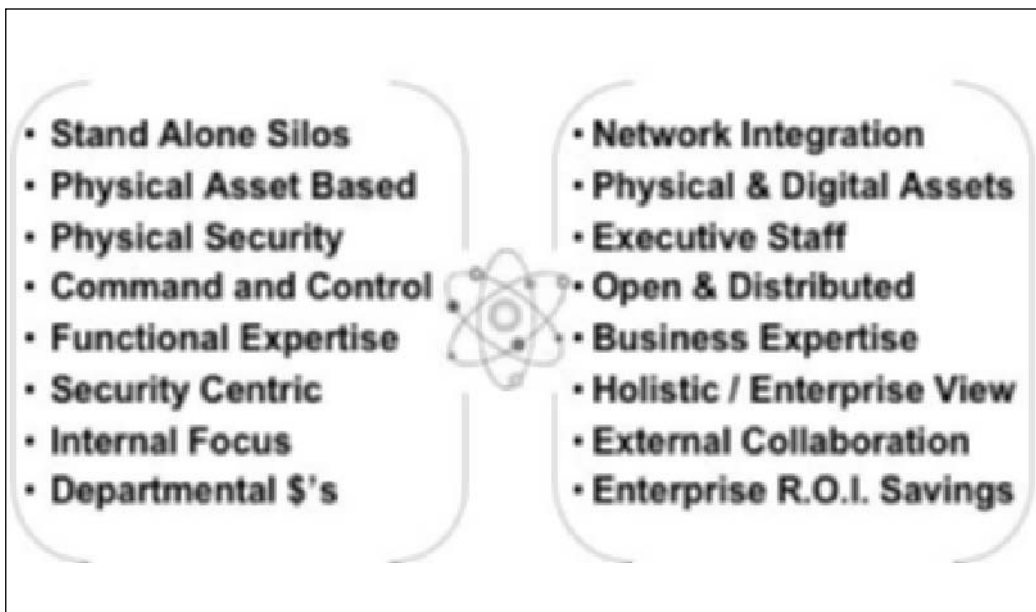 • Stand Alone Silos
• Physical Asset Based
• Physical Security
• Command and Control
• Functional Expertise
• Security Centric
• Internal Focus
• Departmental $'s
• Network Integration
• Physical & Digital Assets
• Executive Staff
• Open & Distributed
• Business Expertise
• Holistic / Enterprise View
• External Collaboration
• Enterprise R.O.I. Savings